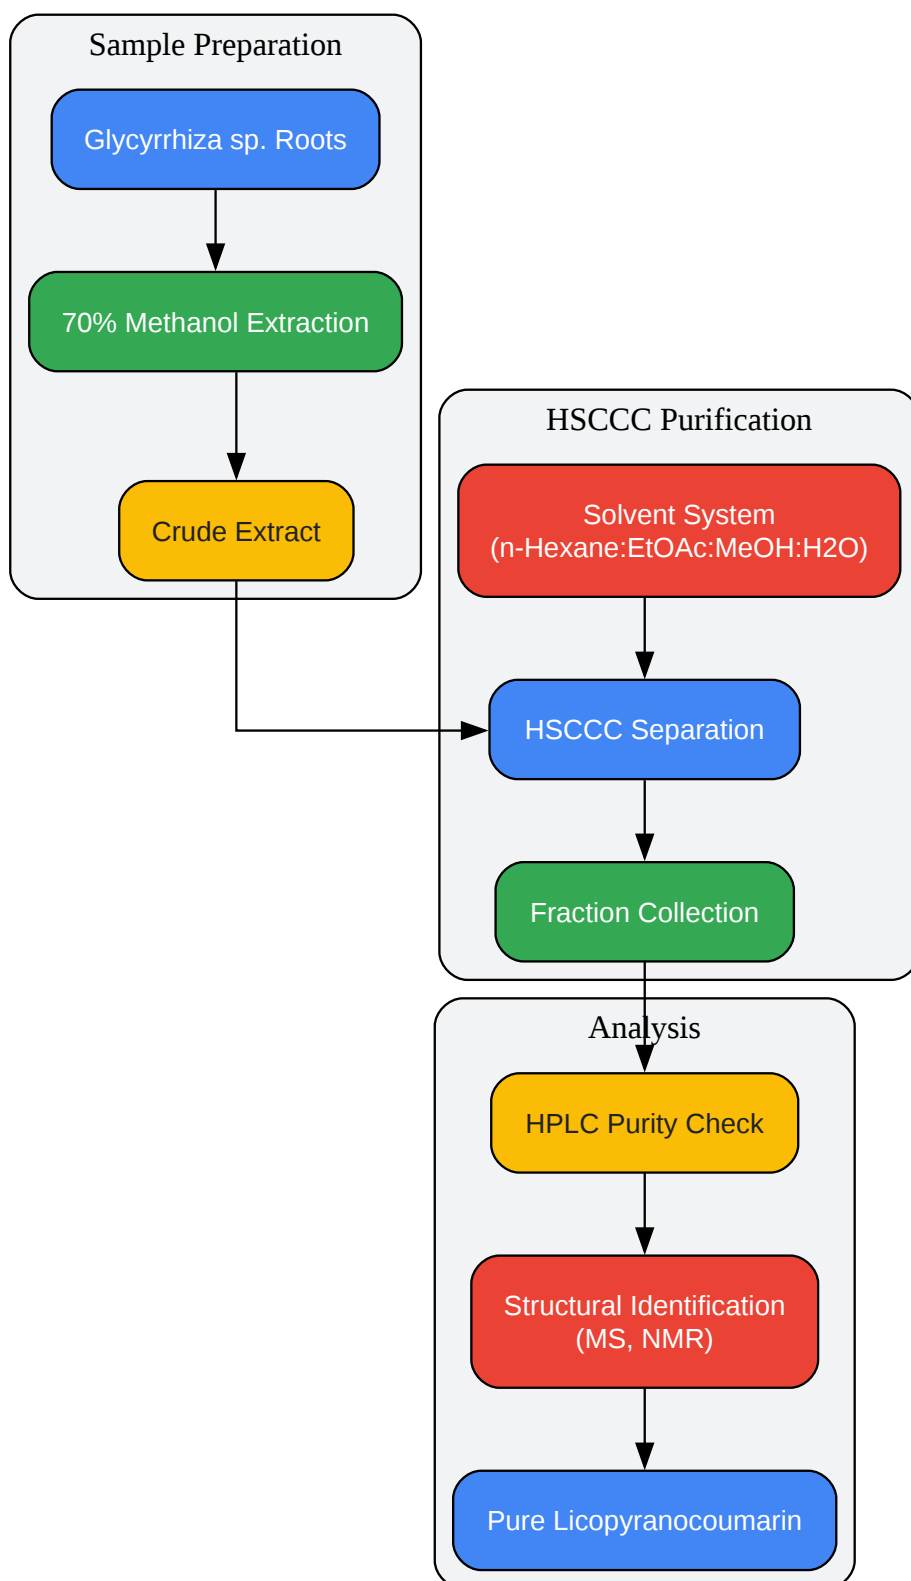 Sample Preparation
Glycyrrhiza sp. Roots
70% Methanol Extraction
Crude Extract
HSCCC Purification
Solvent System
(n-Hexane:EtOAc:MeOH:H2O)
HSCCC Separation
Fraction Collection
Analysis
HPLC Purity Check
Structural Identification
(MS, NMR)
Pure Licopyranocoumarin